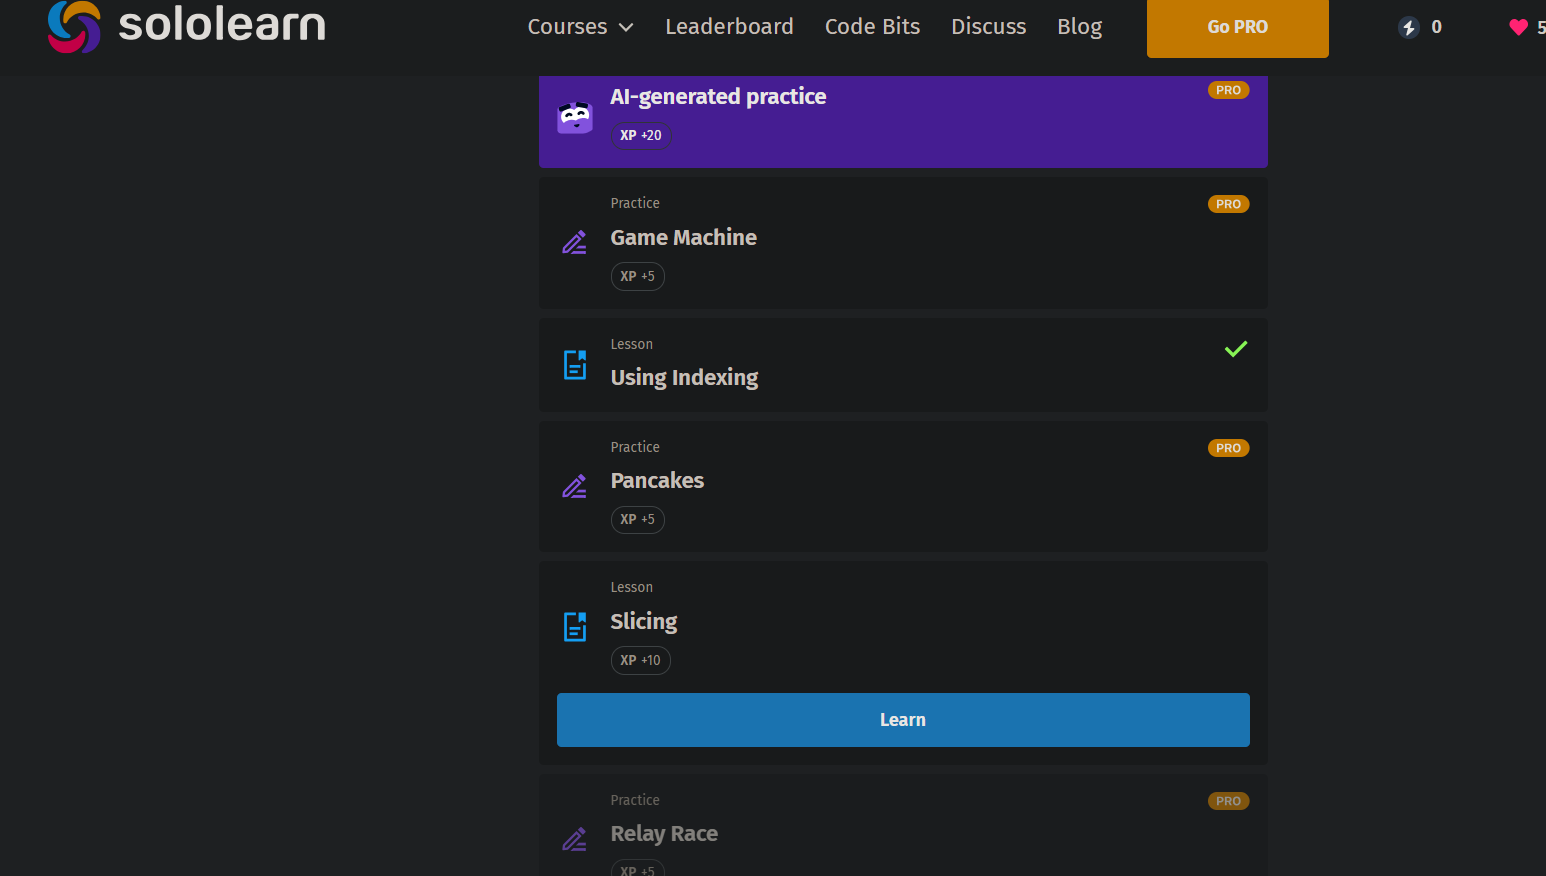 sololearn
Courses Leaderboard Code Bits Discuss Blog Go PRO 0 5
AI-generated practice PRO
XP +20
Practice PRO
Game Machine
XP +5
Lesson
Using Indexing
Practice PRO
Pancakes
XP +5
Lesson
Slicing
XP +10
Learn
Practice PRO
Relay Race
XP +5